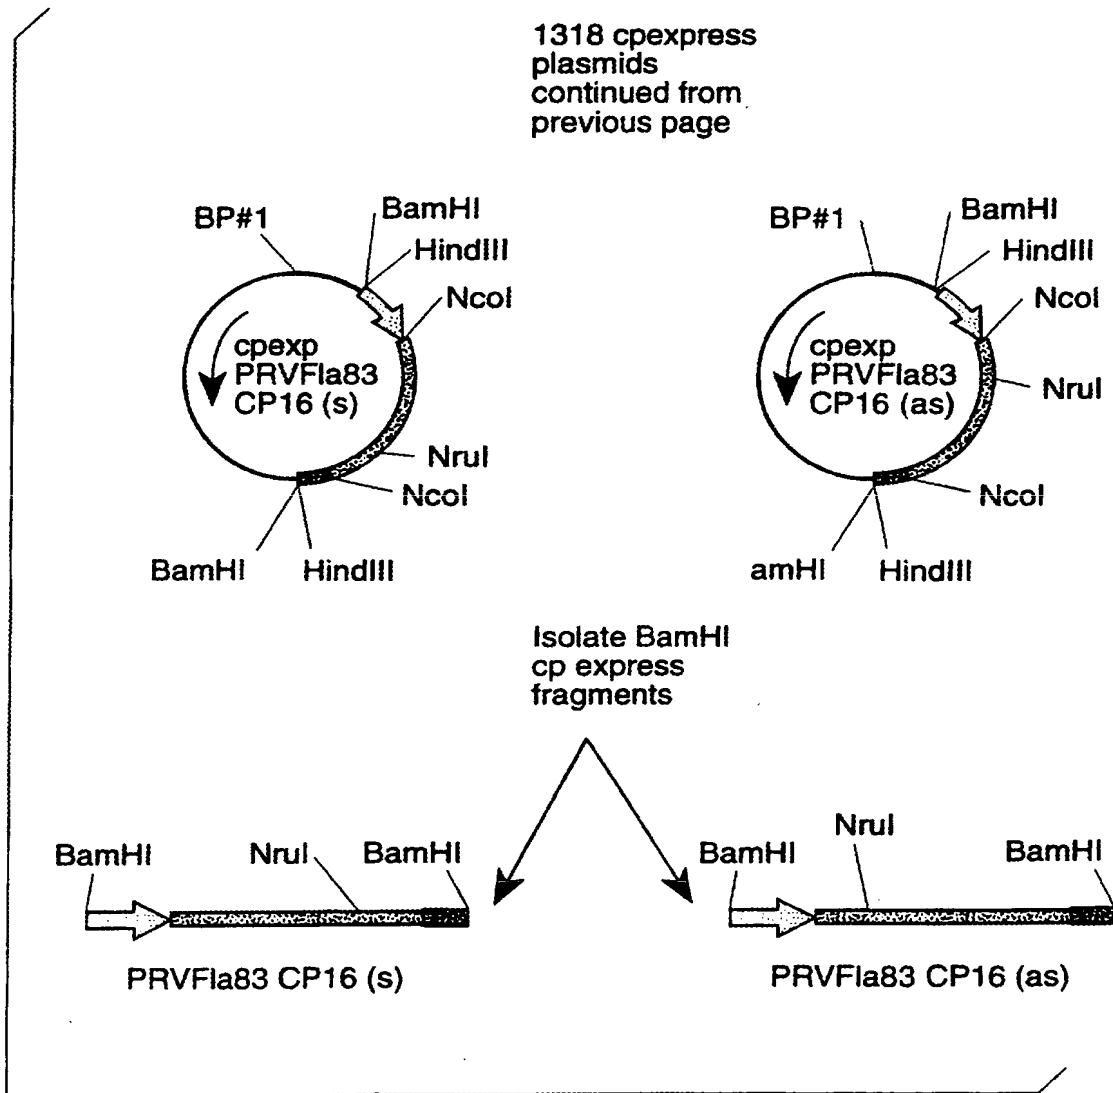 1318 cpexpress
plasmids
continued from
previous page
BP#1
BamHI
HindIII
NcoI
cpexp
PRVFla83
CP16 (s)
NruI
NcoI
BamHI
HindIII
BP#1
BamHI
HindIII
NcoI
cpexp
PRVFla83
CP16 (as)
NruI
NcoI
amHI
HindIII
Isolate BamHI
cp express
fragments
BamHI
NruI
BamHI
PRVFla83 CP16 (s)
BamHI
NruI
BamHI
PRVFla83 CP16 (as)